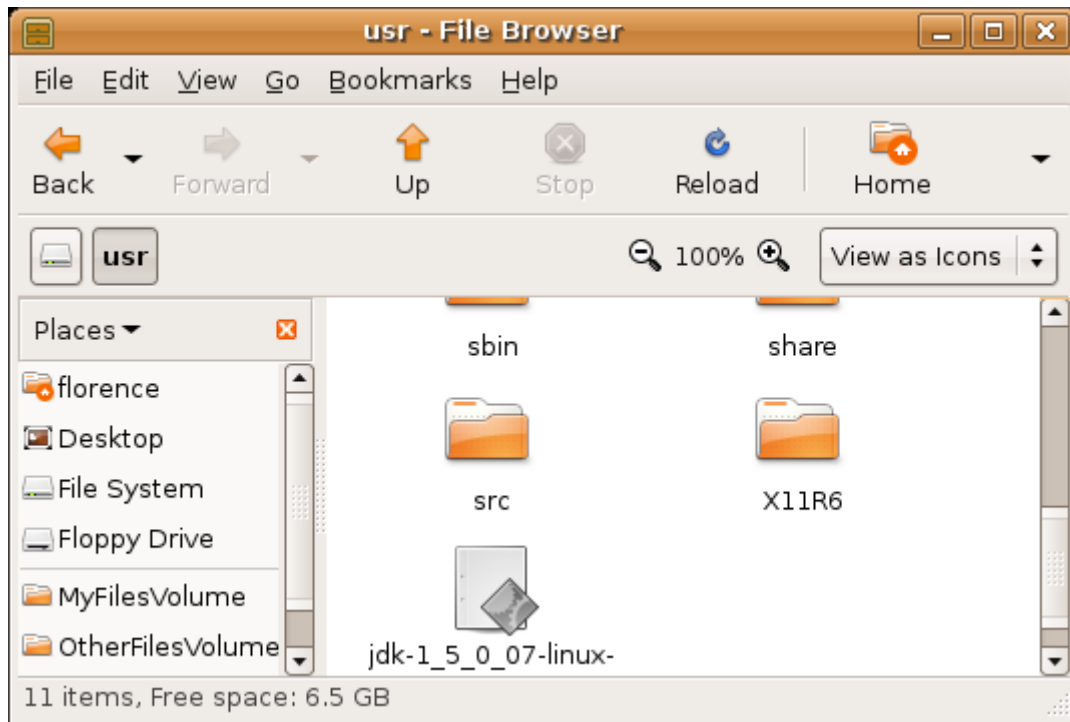 usr - File Browser
File Edit View Go Bookmarks Help
Back Forward Up Stop Reload Home
usr 100% View as Icons
Places
florence
Desktop
File System
Floppy Drive
MyFilesVolume
OtherFilesVolume
sbin share
src X11R6
jdk-1_5_0_07-linux-
11 items, Free space: 6.5 GB